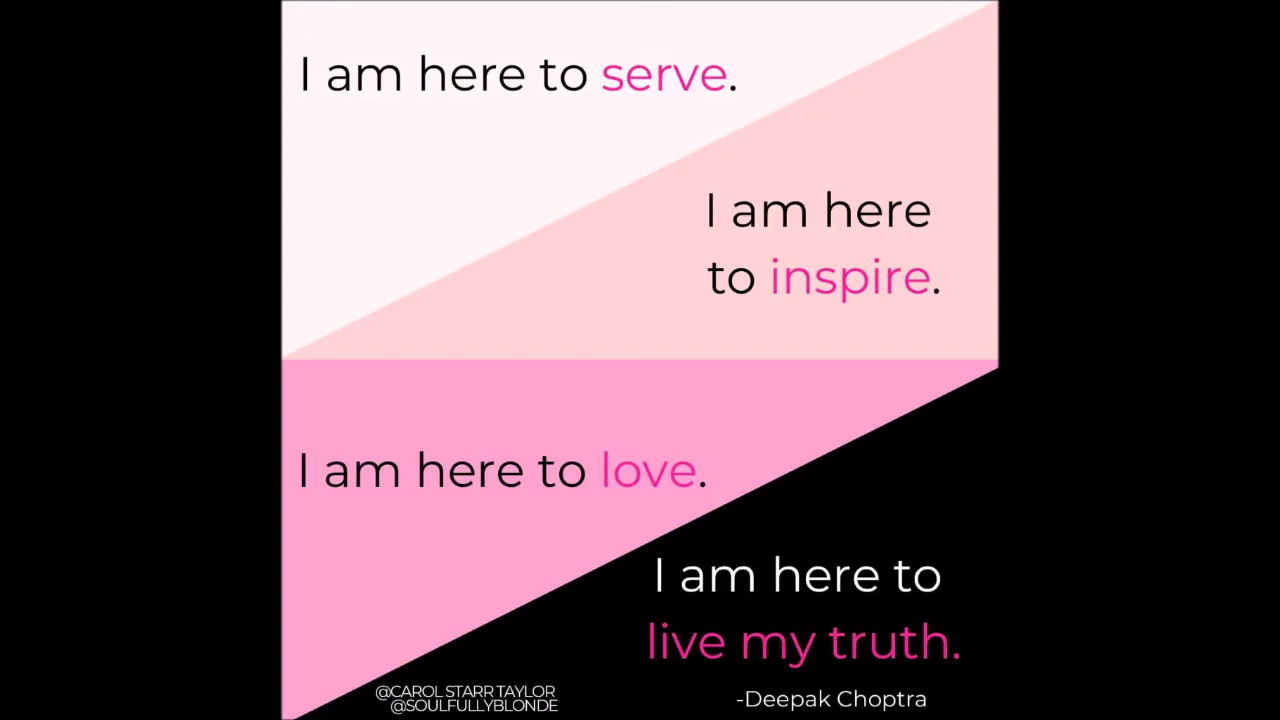 I am here to serve.
I am here
to inspire.
I am here to love.
I am here to
live my truth.
-Deepak Choptra
@CAROL STARR TAYLOR
@SOULFULLYBLONDE